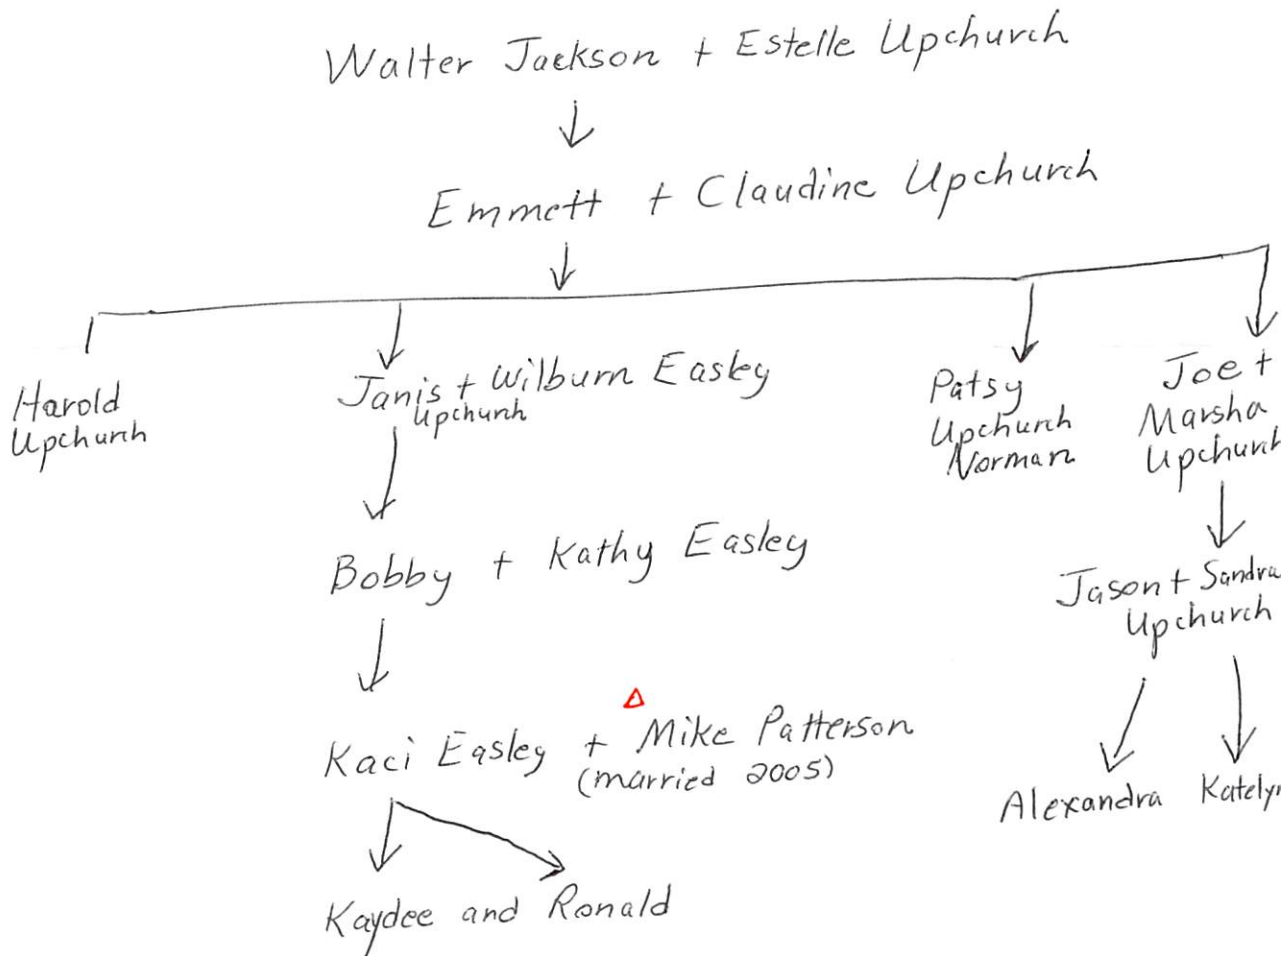 Walter Jackson + Estelle Upchurch
Emmett + Claudine Upchurch
Harold
Upchurch
Janis + Wilburn Easley
Upchurch
Patsy
Upchurch
Norman
Joe +
Marsha
Upchurch
Bobby + Kathy Easley
Jason + Sandra
Upchurch
Kaci Easley + Mike Patterson
(married 2005)
Alexandra Katelyn
Kaydee and Ronald